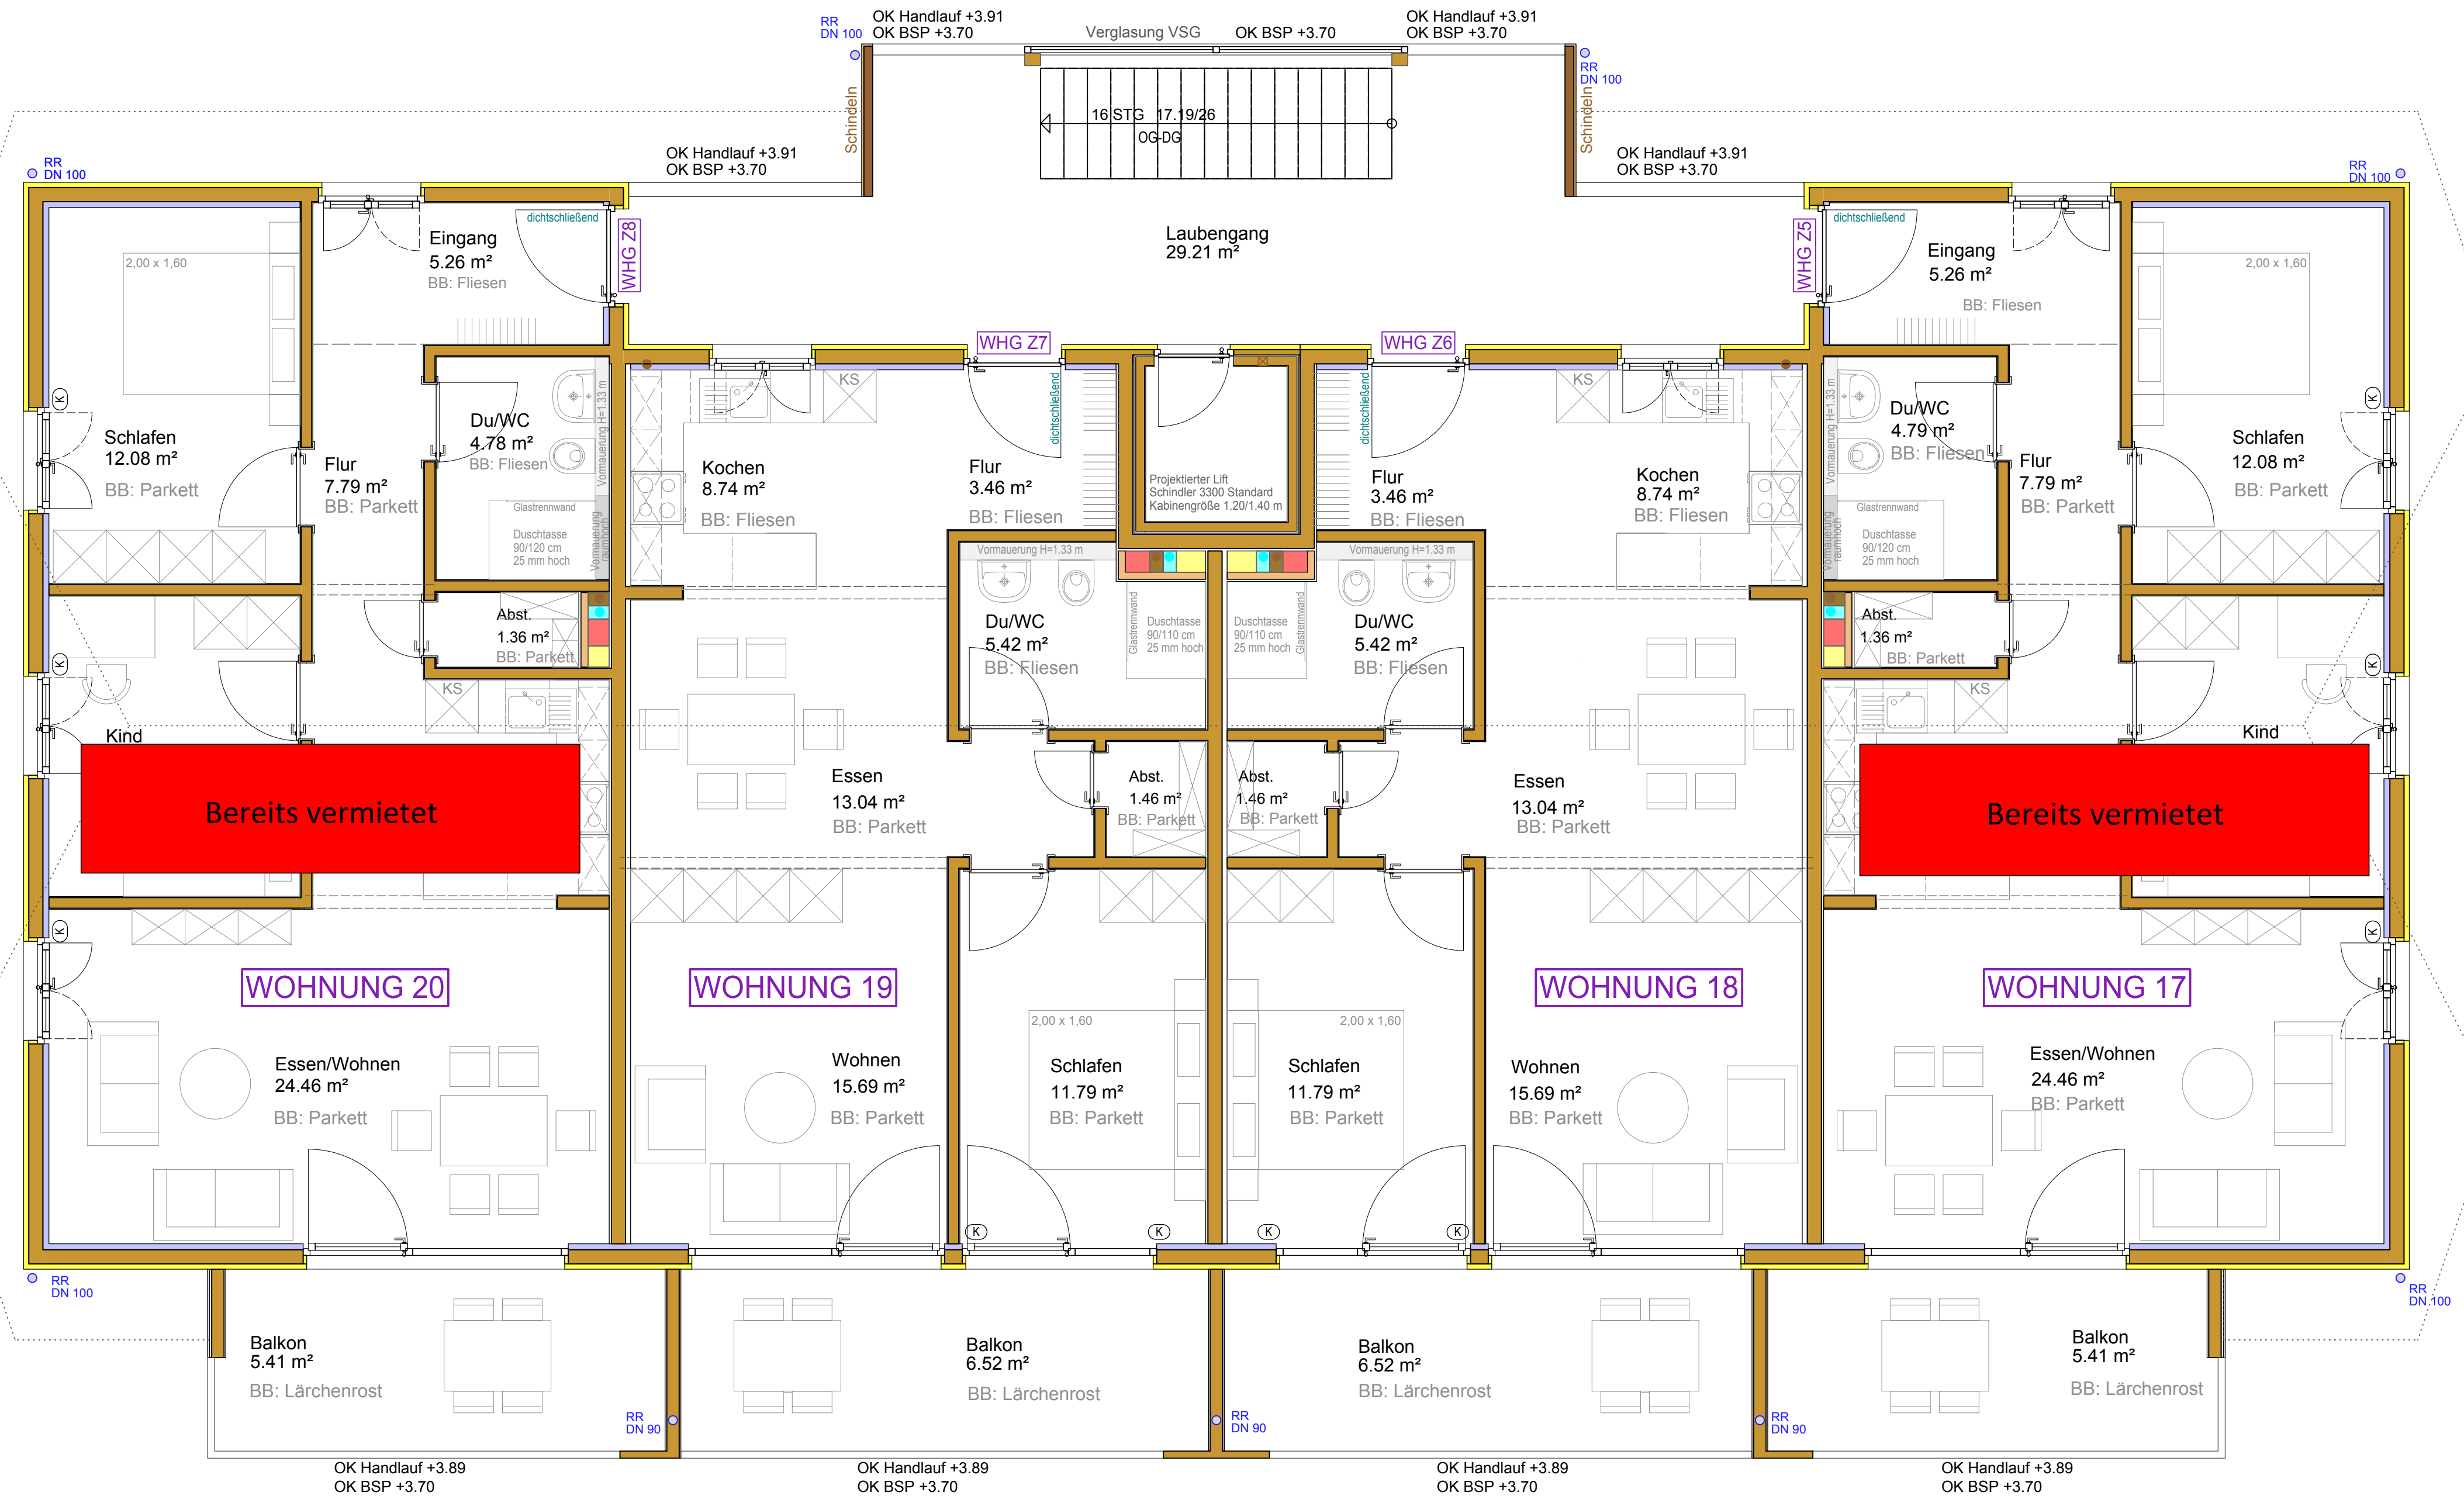 RR
DN 100
OK Handlauf +3.91
OK BSP +3.70
Verglasung VSG
OK BSP +3.70
OK Handlauf +3.91
OK BSP +3.70
RR
DN 100
Schindeln
Schindeln
16 STG 17.19/26
OG-DG
OK Handlauf +3.91
OK BSP +3.70
OK Handlauf +3.91
OK BSP +3.70
RR
DN 100
RR
DN 100
2,00 x 1,60
Eingang
5.26 m²
BB: Fliesen
dichtschließend
WHG Z8
Laubengang
29.21 m²
WHG Z5
dichtschließend
Eingang
5.26 m²
BB: Fliesen
2,00 x 1,60
WHG Z7
WHG Z6
K
Schlafen
12.08 m²
BB: Parkett
Flur
7.79 m²
BB: Parkett
Du/WC
4.78 m²
BB: Fliesen
Vormauerung H=1.33 m
Glastrennwand
Duschtasse
90/120 cm
25 mm hoch
Vormauerung
raumhoch
KS
Kochen
8.74 m²
BB: Fliesen
Flur
3.46 m²
BB: Fliesen
dichtschließend
Projektierter Lift
Schindler 3300 Standard
Kabinengröße 1.20/1.40 m
dichtschließend
Flur
3.46 m²
BB: Fliesen
KS
Kochen
8.74 m²
BB: Fliesen
Vormauerung H=1.33 m
Du/WC
4.79 m²
BB: Fliesen
Glastrennwand
Duschtasse
90/120 cm
25 mm hoch
Vormauerung
raumhoch
Flur
7.79 m²
BB: Parkett
Schlafen
12.08 m²
BB: Parkett
K
Abst.
1.36 m²
BB: Parkett
Vormauerung H=1.33 m
Du/WC
5.42 m²
BB: Fliesen
Glastrennwand
Duschtasse
90/110 cm
25 mm hoch
Duschtasse
90/110 cm
25 mm hoch
Glastrennwand
Vormauerung H=1.33 m
Du/WC
5.42 m²
BB: Fliesen
Abst.
1.36 m²
BB: Parkett
K
KS
Kind
KS
Kind
K
Bereits vermietet
Essen
13.04 m²
BB: Parkett
Abst.
1.46 m²
BB: Parkett
Abst.
1.46 m²
BB: Parkett
Essen
13.04 m²
BB: Parkett
Bereits vermietet
K
K
WOHNUNG 20
WOHNUNG 19
WOHNUNG 18
WOHNUNG 17
Essen/Wohnen
24.46 m²
BB: Parkett
Wohnen
15.69 m²
BB: Parkett
2,00 x 1,60
Schlafen
11.79 m²
BB: Parkett
2,00 x 1,60
Schlafen
11.79 m²
BB: Parkett
Wohnen
15.69 m²
BB: Parkett
Essen/Wohnen
24.46 m²
BB: Parkett
K
K
K
K
RR
DN 100
RR
DN 100
Balkon
5.41 m²
BB: Lärchenrost
Balkon
6.52 m²
BB: Lärchenrost
Balkon
6.52 m²
BB: Lärchenrost
Balkon
5.41 m²
BB: Lärchenrost
RR
DN 90
RR
DN 90
RR
DN 90
OK Handlauf +3.89
OK BSP +3.70
OK Handlauf +3.89
OK BSP +3.70
OK Handlauf +3.89
OK BSP +3.70
OK Handlauf +3.89
OK BSP +3.70